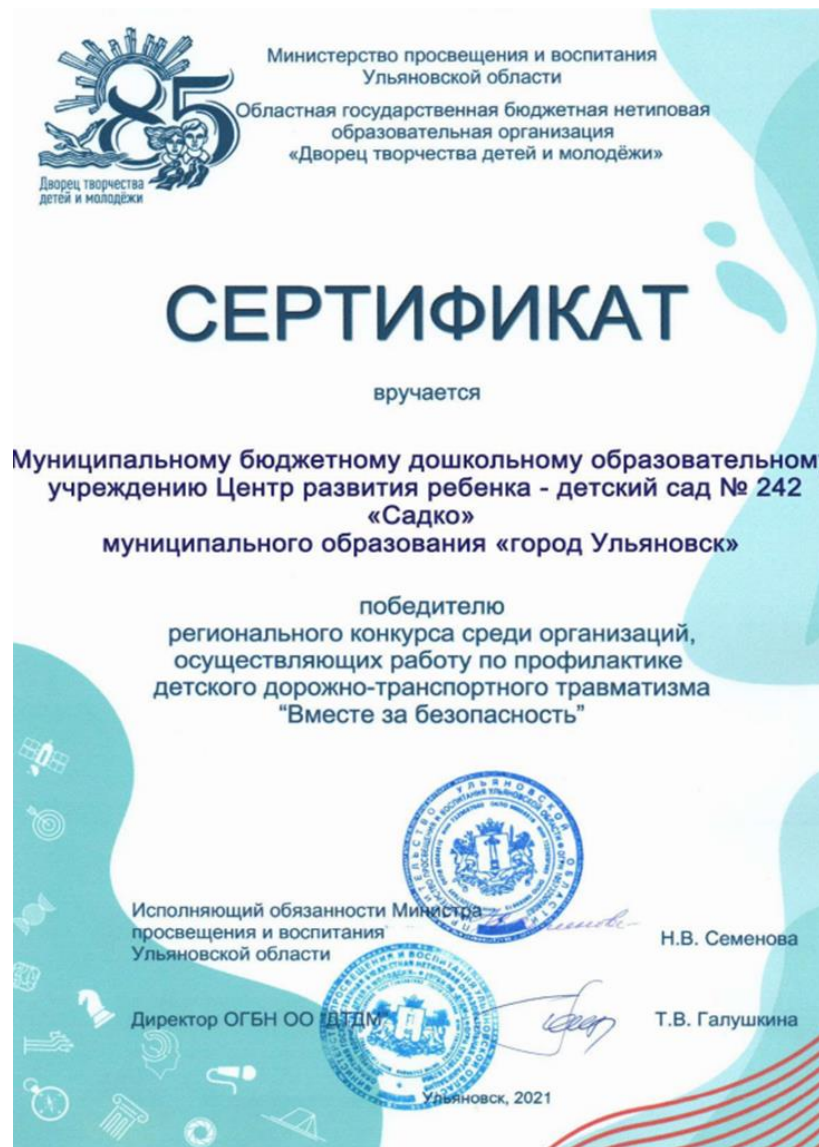 Министерство просвещения и воспитания
Ульяновской области
Областная государственная бюджетная нетиповая
образовательная организация
«Дворец творчества детей и молодёжи»
85
Дворец творчества
детей и молодёжи
СЕРТИФИКАТ
вручается
Муниципальному бюджетному дошкольному образовательном
учреждению Центр развития ребенка - детский сад № 242
«Садко»
муниципального образования «город Ульяновск»
победителю
регионального конкурса среди организаций,
осуществляющих работу по профилактике
детского дорожно-транспортного травматизма
“Вместе за безопасность”
Исполняющий обязанности Министра
просвещения и воспитания
Ульяновской области
Н.В. Семенова
Директор ОГБН ОО "ДТДМ"
Т.В. Галушкина
Ульяновск, 2021